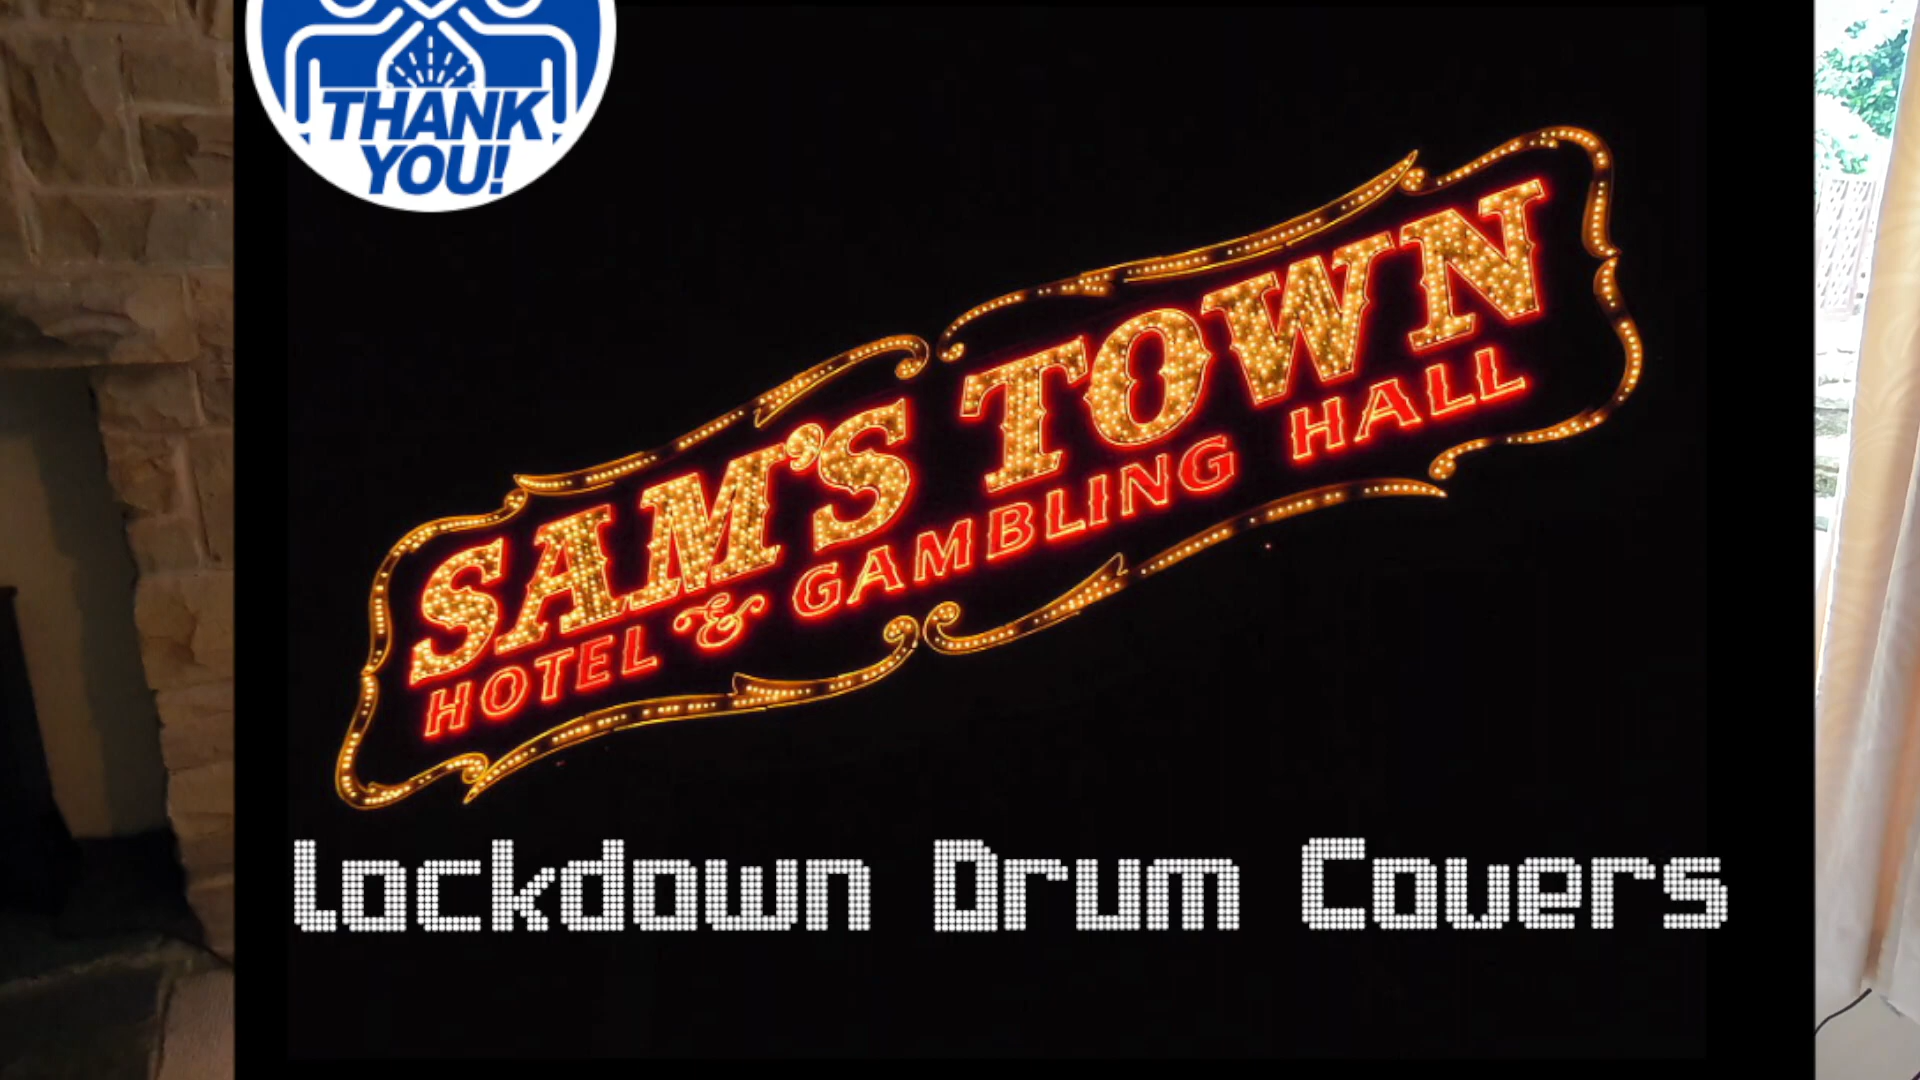 THANK
YOU!
SAM'S TOWN
HOTEL & GAMBLING HALL
Lockdown Drum Covers